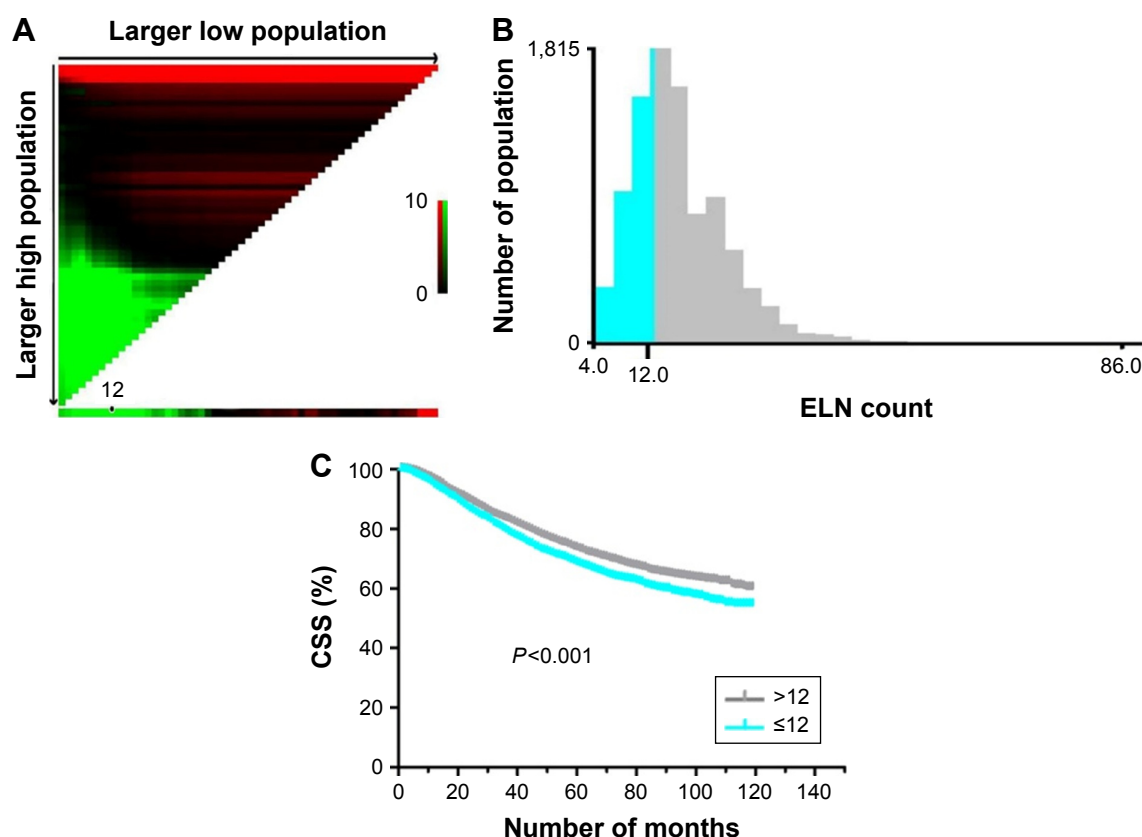 A
Larger low population
Larger high population
10
0
12
B
Number of population
1,815
0
4.0
12.0
86.0
ELN count
C
CSS (%)
100
80
60
40
20
0
P<0.001
>12
≤12
0 20 40 60 80 100 120 140
Number of months